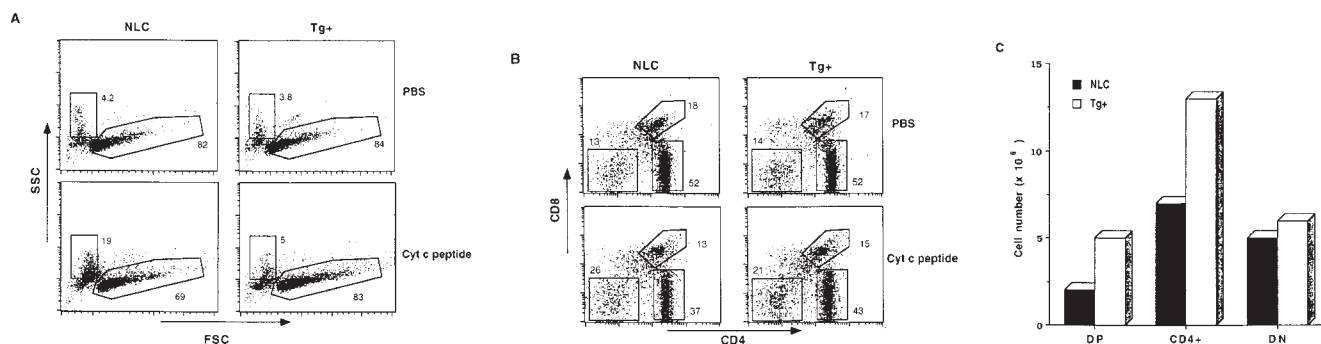 A
NLC
Tg+
4.2
82
3.8
84
PBS
SSC
19
69
5
83
Cyt c peptide
FSC
B
NLC
Tg+
18
13
52
17
14
52
PBS
CD8
13
26
37
15
21
43
Cyt c peptide
CD4
C
15
NLC
Tg+
10
5
0
Cell number (x 10 6 )
DP
CD4+
DN